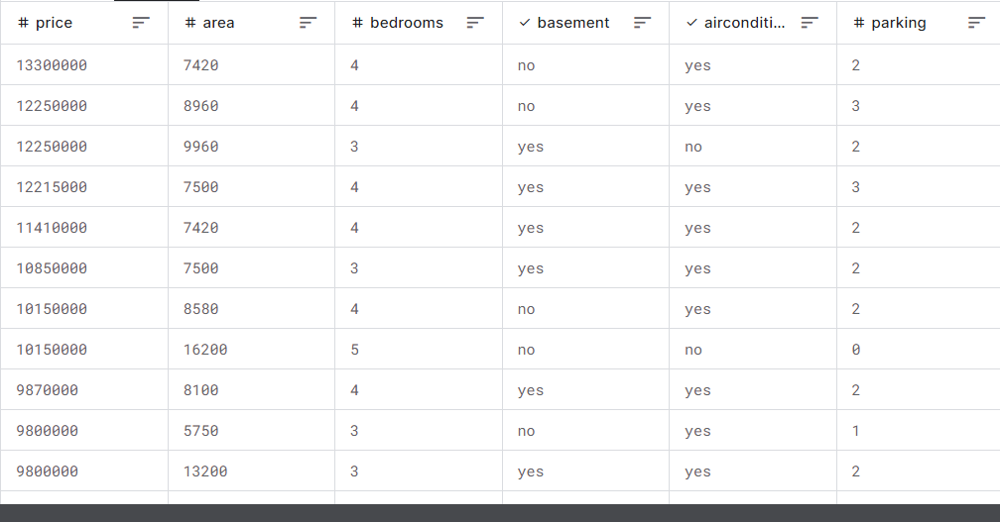 # price # area # bedrooms ✓ basement ✓ airconditi... # parking
13300000 7420 4 no yes 2
12250000 8960 4 no yes 3
12250000 9960 3 yes no 2
12215000 7500 4 yes yes 3
11410000 7420 4 yes yes 2
10850000 7500 3 yes yes 2
10150000 8580 4 no yes 2
10150000 16200 5 no no 0
9870000 8100 4 yes yes 2
9800000 5750 3 no yes 1
9800000 13200 3 yes yes 2